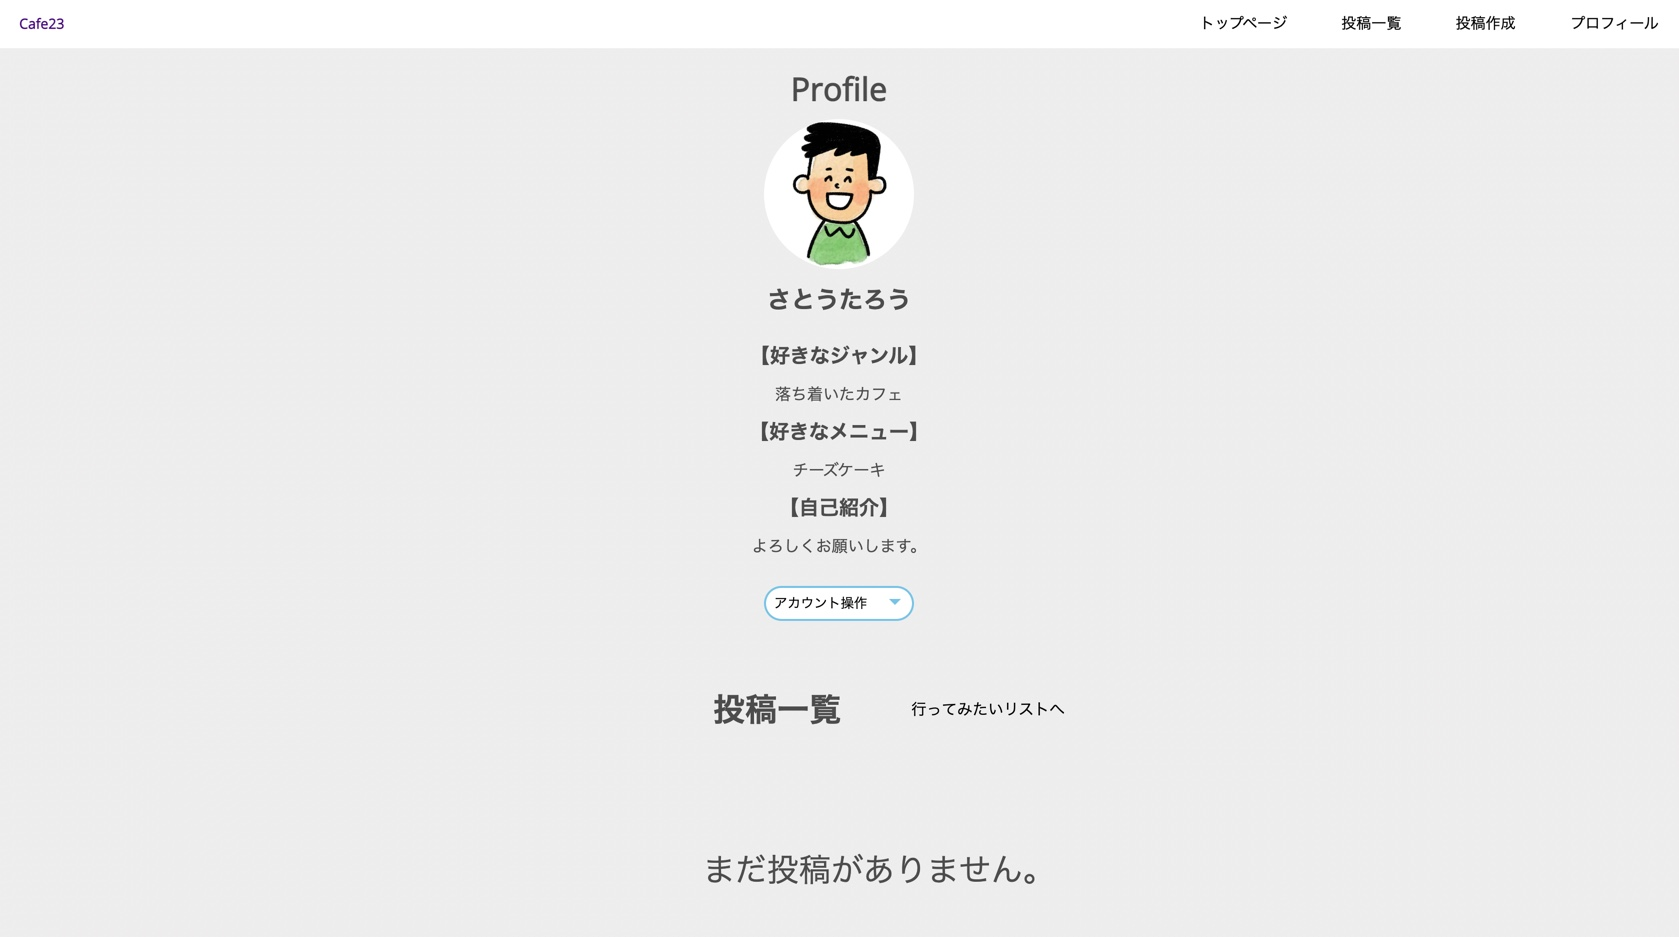 Cafe23
トップページ
投稿一覧
投稿作成
プロフィール
Profile
さとうたろう
【好きなジャンル】
落ち着いたカフェ
【好きなメニュー】
チーズケーキ
【自己紹介】
よろしくお願いします。
アカウント操作
投稿一覧
行ってみたいリストへ
まだ投稿がありません。